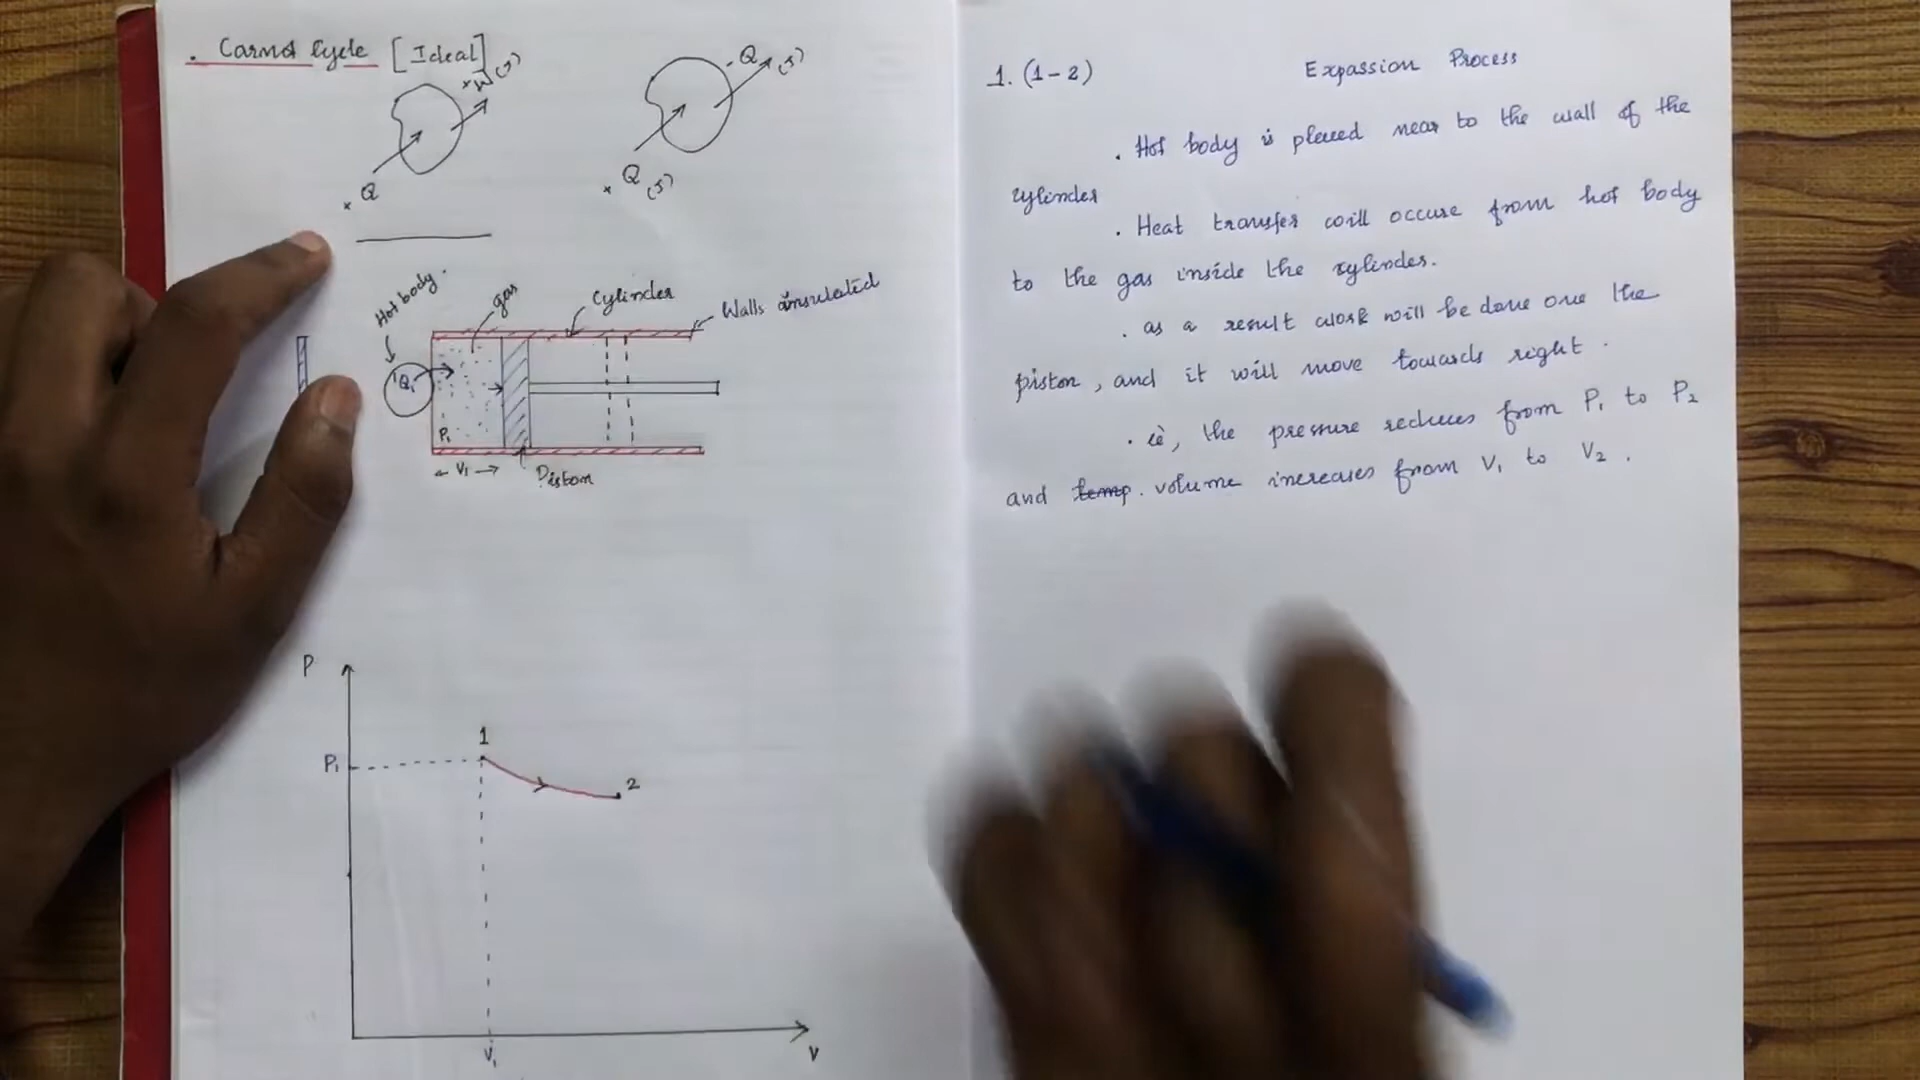 . Carnot Cycle [Ideal]
+W(J)
+ Q
- Q (J)
+ Q (J)
Hot body.
gas
Cylinder
Walls insulated
Q1
P1
← V1 →
Piston
P
1
P1
2
V1
V
1. (1-2) Expassion Process
. Hot body is placed near to the wall of the
cylinder
. Heat transfer will occure from hot body
to the gas inside the cylinder.
. as a result work will be done one the
piston, and it will move towards right.
. ie, the pressure reduces from P1 to P2
and temp. volume increases from V1 to V2.